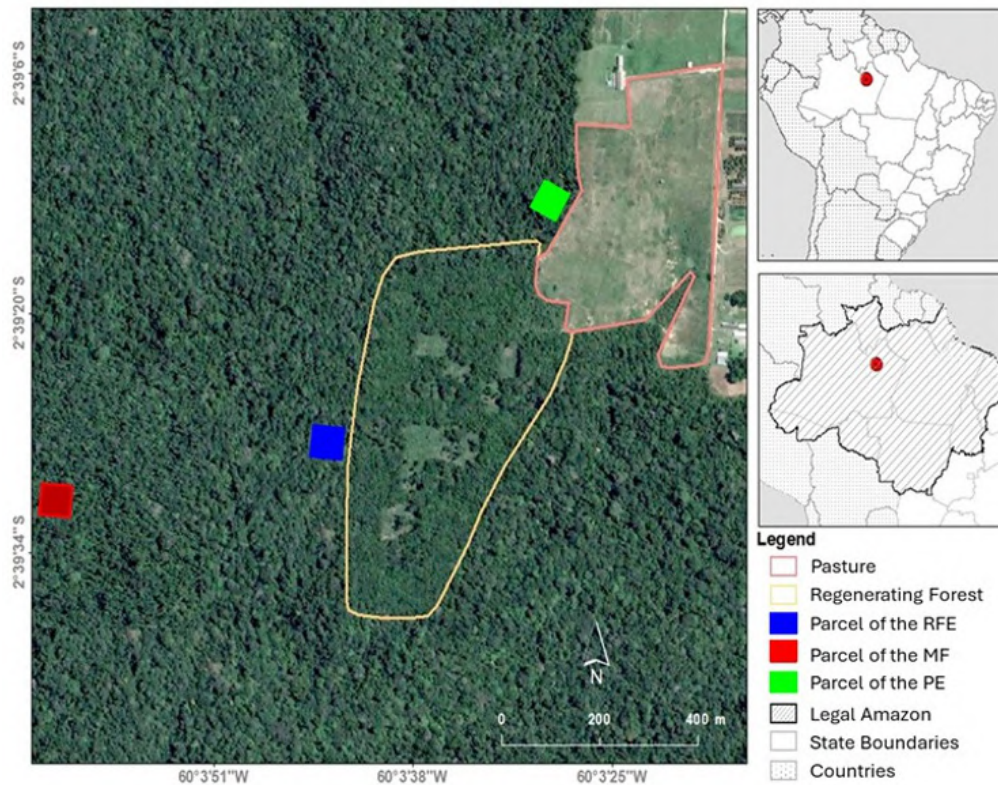 2°39'6"S
2°39'20"S
2°39'34"S
60°3'51"W
60°3'38"W
60°3'25"W
N
0 200 400 m
Legend
Pasture
Regenerating Forest
Parcel of the RFE
Parcel of the MF
Parcel of the PE
Legal Amazon
State Boundaries
Countries